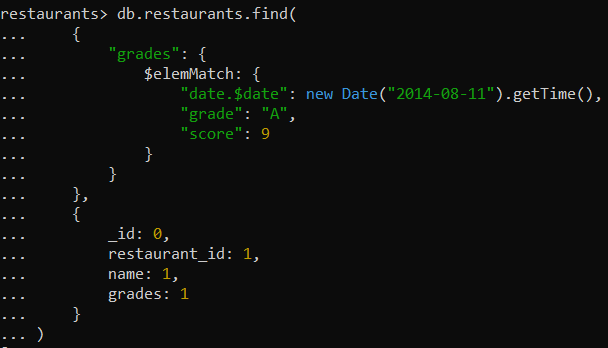 restaurants> db.restaurants.find(
...     {
...         "grades": {
...             $elemMatch: {
...                 "date.$date": new Date("2014-08-11").getTime(),
...                 "grade": "A",
...                 "score": 9
...             }
...         }
...     },
...     {
...         _id: 0,
...         restaurant_id: 1,
...         name: 1,
...         grades: 1
...     }
... )